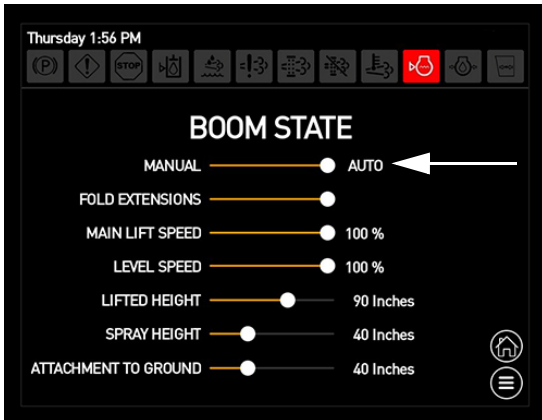 Thursday 1:56 PM
(P) STOP
BOOM STATE
MANUAL AUTO
FOLD EXTENSIONS
MAIN LIFT SPEED 100 %
LEVEL SPEED 100 %
LIFTED HEIGHT 90 Inches
SPRAY HEIGHT 40 Inches
ATTACHMENT TO GROUND 40 Inches